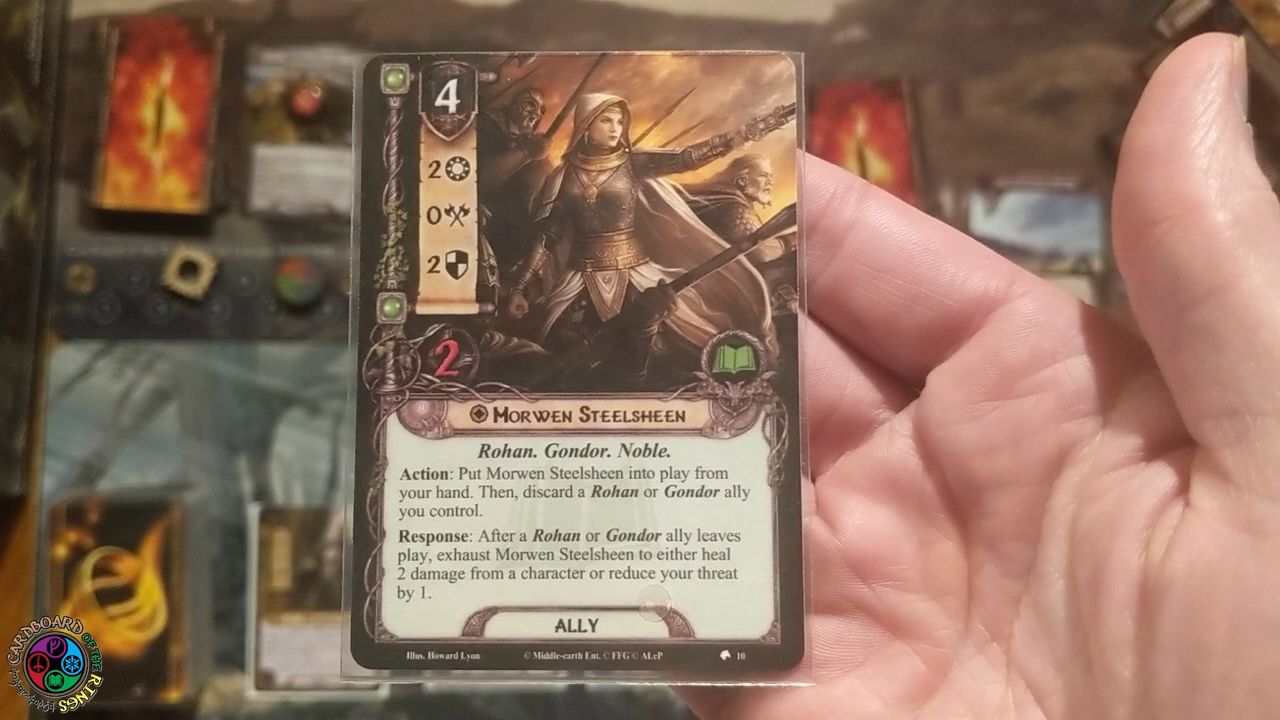 4
2
0
2
2
Morwen Steelsheen
Rohan. Gondor. Noble.
Action: Put Morwen Steelsheen into play from
your hand. Then, discard a Rohan or Gondor ally
you control.
Response: After a Rohan or Gondor ally leaves
play, exhaust Morwen Steelsheen to either heal
2 damage from a character or reduce your threat
by 1.
ALLY
Illus. Howard Lyon © Middle-earth Ent. © FFG © ALeP 10
CARDBOARD OF THE RINGS